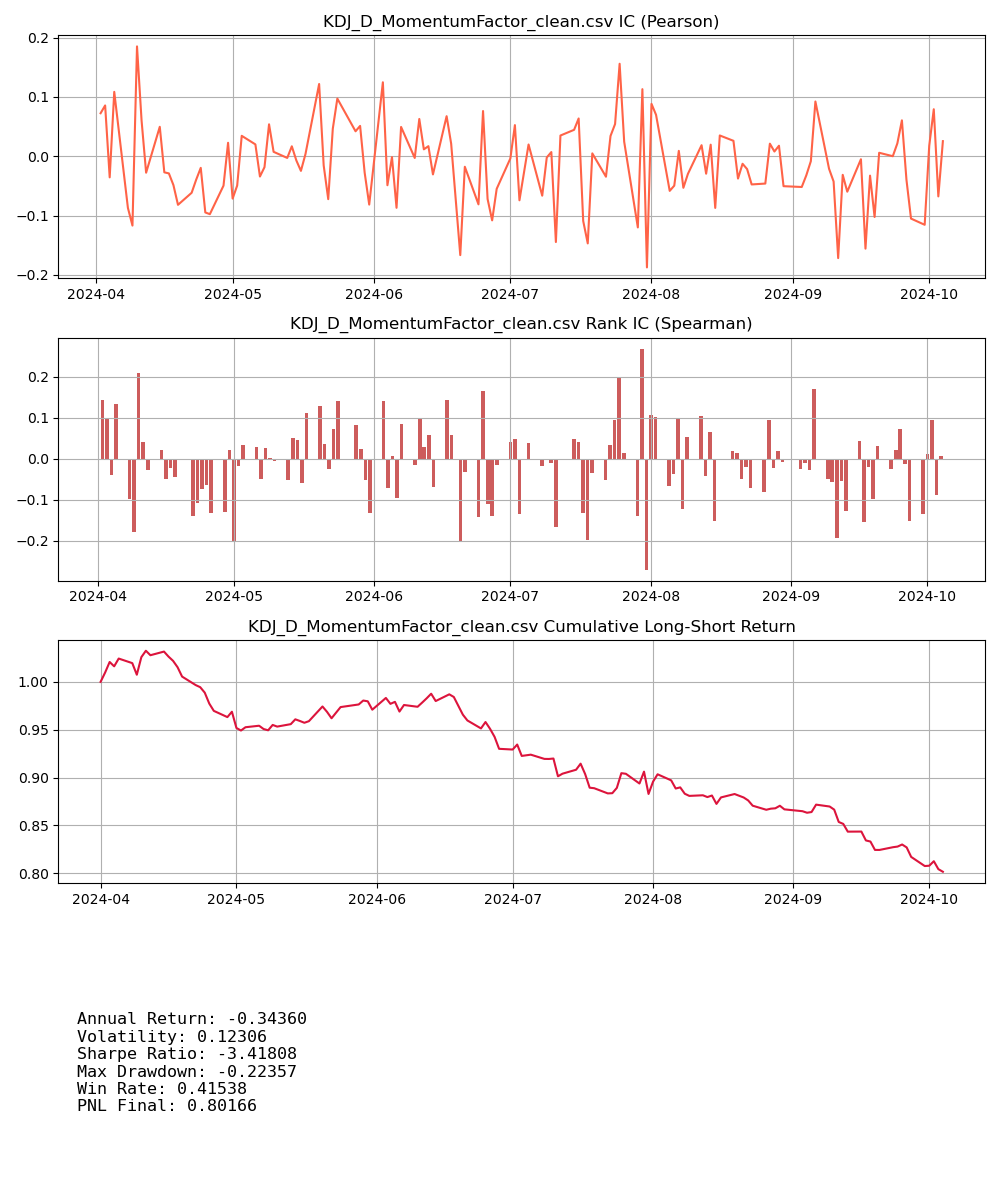 KDJ_D_MomentumFactor_clean.csv IC (Pearson)
0.2
0.1
0.0
−0.1
−0.2
2024-04 2024-05 2024-06 2024-07 2024-08 2024-09 2024-10
KDJ_D_MomentumFactor_clean.csv Rank IC (Spearman)
0.2
0.1
0.0
−0.1
−0.2
2024-04 2024-05 2024-06 2024-07 2024-08 2024-09 2024-10
KDJ_D_MomentumFactor_clean.csv Cumulative Long-Short Return
1.00
0.95
0.90
0.85
0.80
2024-04 2024-05 2024-06 2024-07 2024-08 2024-09 2024-10
Annual Return: -0.34360
Volatility: 0.12306
Sharpe Ratio: -3.41808
Max Drawdown: -0.22357
Win Rate: 0.41538
PNL Final: 0.80166